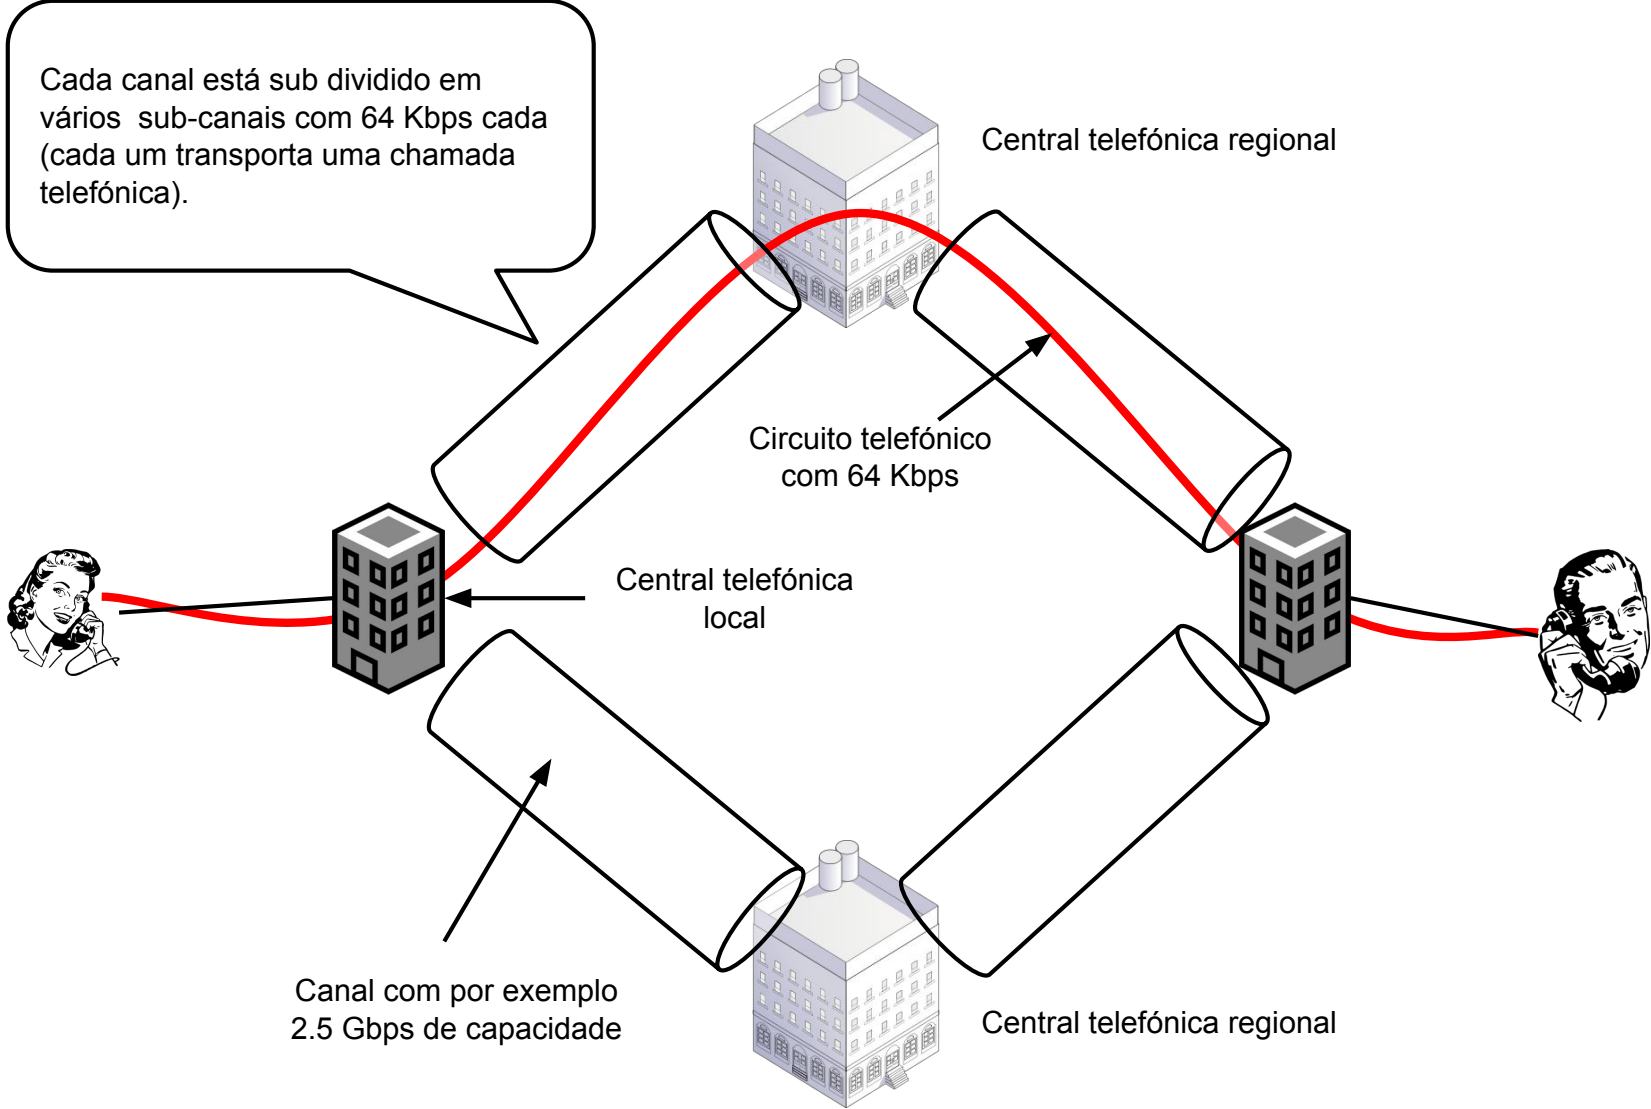 Cada canal está sub dividido em
vários  sub-canais com 64 Kbps cada
(cada um transporta uma chamada
telefónica).
Central telefónica regional
Circuito telefónico
com 64 Kbps
Central telefónica
local
Canal com por exemplo
2.5 Gbps de capacidade
Central telefónica regional